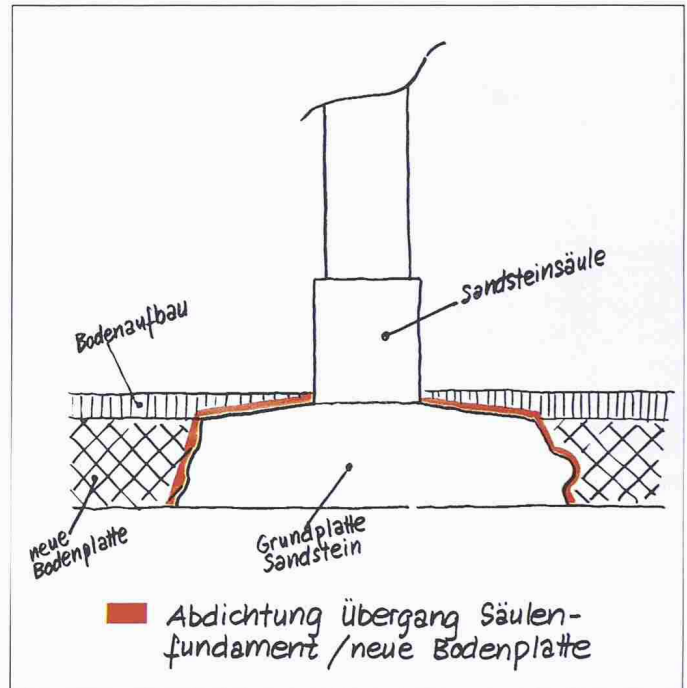 Sandsteinsäule
Bodenaufbau
neue
Bodenplatte
Grundplatte
Sandstein
Abdichtung Übergang Säulen-
fundament / neue Bodenplatte